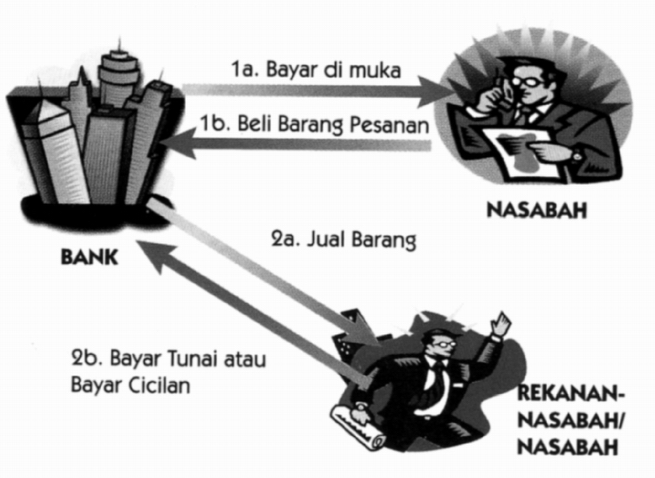 1a. Bayar di muka
1b. Beli Barang Pesanan
NASABAH
BANK
2a. Jual Barang
2b. Bayar Tunai atau
Bayar Cicilan
REKANAN-
NASABAH/
NASABAH